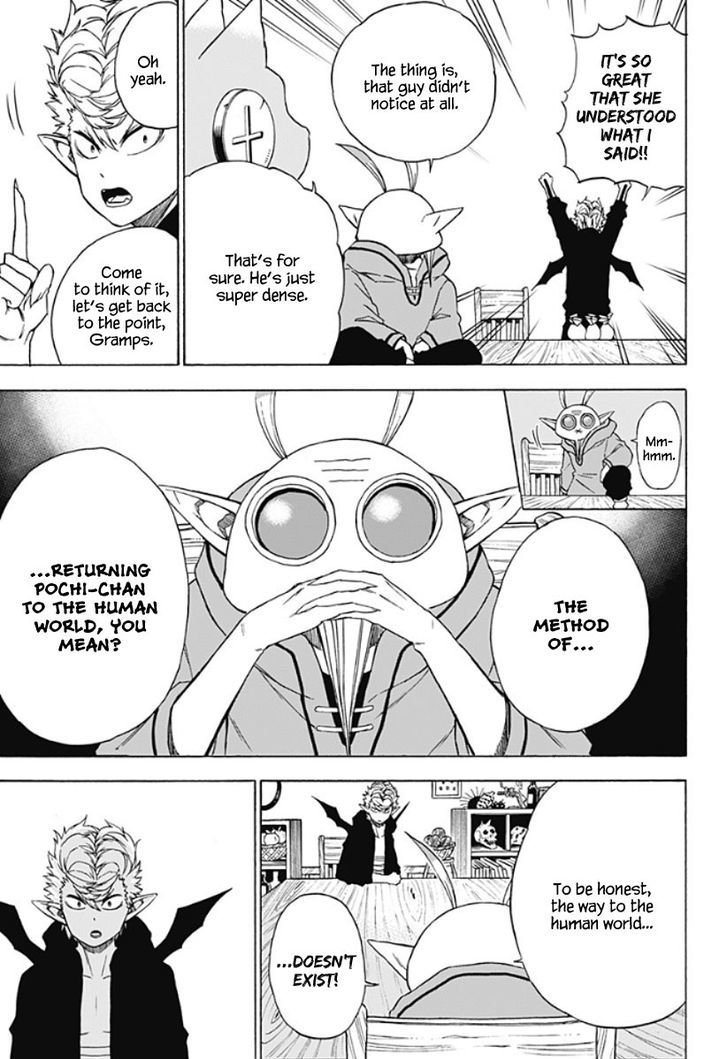 IT'S SO
GREAT
THAT SHE
UNDERSTOOD
WHAT I
SAID!!
The thing is,
that guy didn't
notice at all.
That's for
sure. He's just
super dense.
Oh
yeah.
Come
to think of it,
let's get back
to the point,
Gramps.
Mm-
hmm.
THE
METHOD
OF...
...RETURNING
POCHI-CHAN
TO THE HUMAN
WORLD, YOU
MEAN?
To be honest,
the way to the
human world...
...DOESN'T
EXIST!